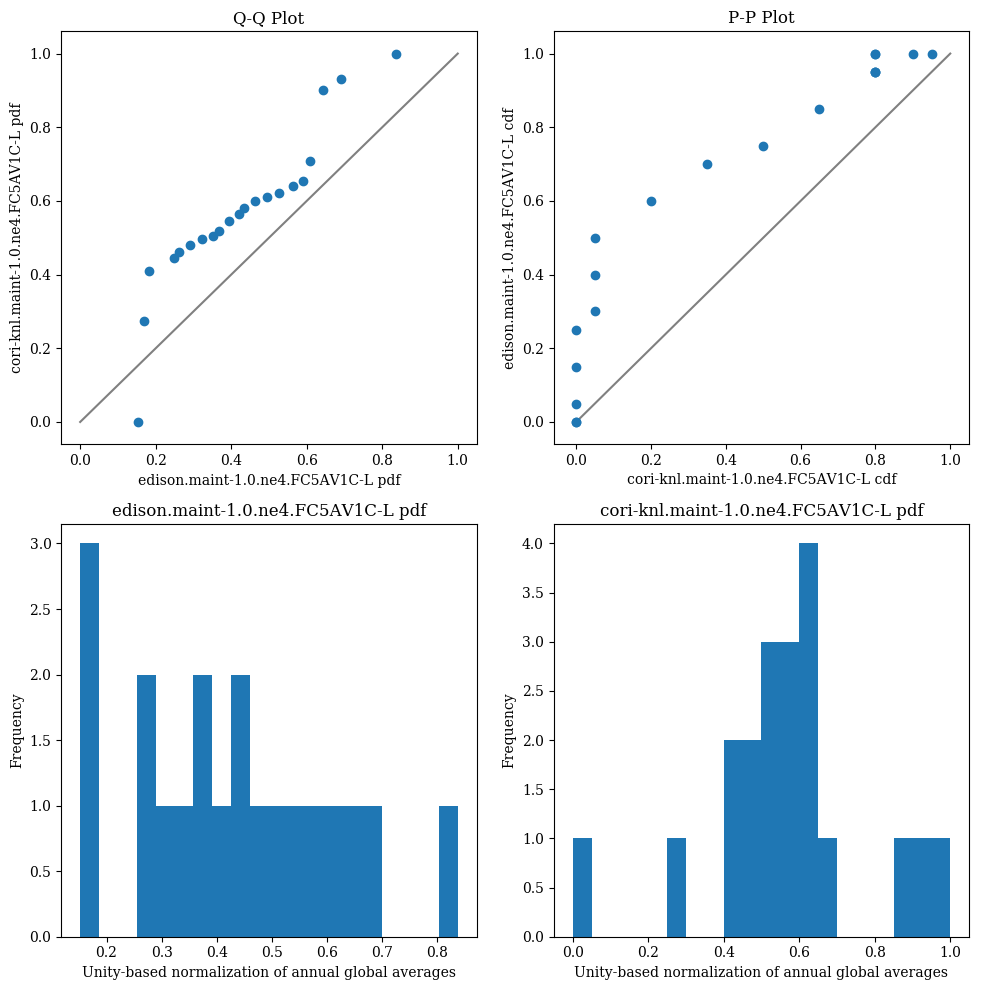 Q-Q Plot
cori-knl.maint-1.0.ne4.FC5AV1C-L pdf
1.0
0.8
0.6
0.4
0.2
0.0
0.0 0.2 0.4 0.6 0.8 1.0
edison.maint-1.0.ne4.FC5AV1C-L pdf
P-P Plot
edison.maint-1.0.ne4.FC5AV1C-L cdf
1.0
0.8
0.6
0.4
0.2
0.0
0.0 0.2 0.4 0.6 0.8 1.0
cori-knl.maint-1.0.ne4.FC5AV1C-L cdf
edison.maint-1.0.ne4.FC5AV1C-L pdf
Frequency
3.0
2.5
2.0
1.5
1.0
0.5
0.0
0.2 0.3 0.4 0.5 0.6 0.7 0.8
Unity-based normalization of annual global averages
cori-knl.maint-1.0.ne4.FC5AV1C-L pdf
Frequency
4.0
3.5
3.0
2.5
2.0
1.5
1.0
0.5
0.0
0.0 0.2 0.4 0.6 0.8 1.0
Unity-based normalization of annual global averages